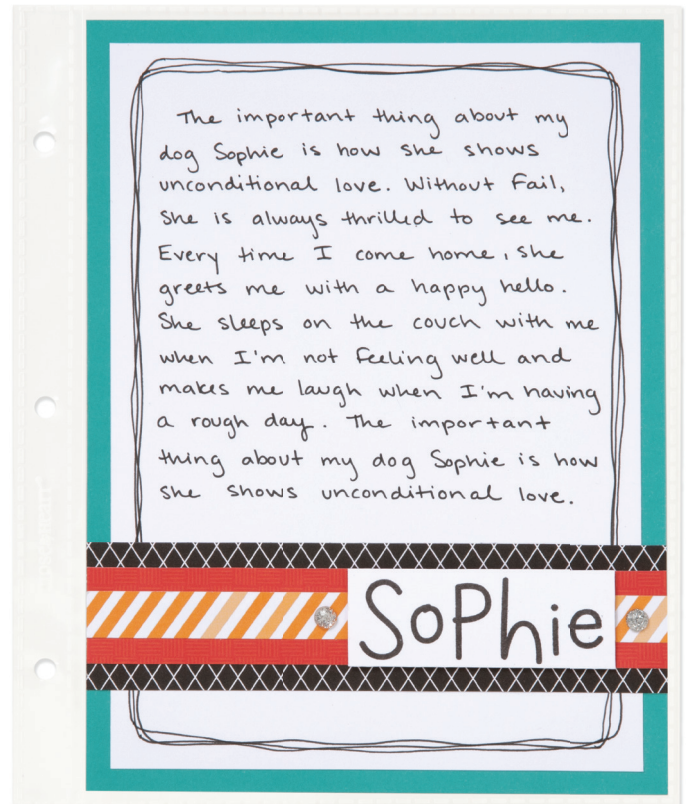 The important thing about my
dog Sophie is how she shows
unconditional love. Without Fail,
She is always thrilled to see me.
Every time I come home, she
greets me with a happy hello.
She sleeps on the couch with me
when I'm not feeling well and
makes me laugh when I'm having
a rough day. The important
thing about my dog Sophie is how
she shows unconditional love.
SoPhie